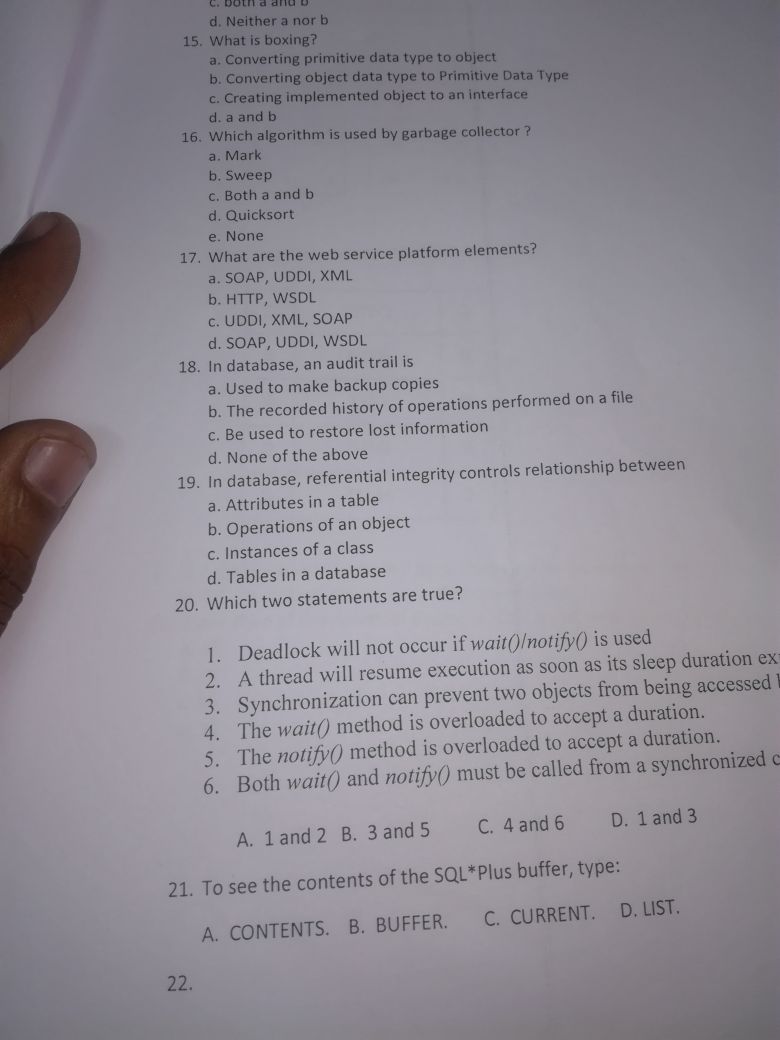 c. both a and b
d. Neither a nor b
15. What is boxing?
a. Converting primitive data type to object
b. Converting object data type to Primitive Data Type
c. Creating implemented object to an interface
d. a and b
16. Which algorithm is used by garbage collector ?
a. Mark
b. Sweep
c. Both a and b
d. Quicksort
e. None
17. What are the web service platform elements?
a. SOAP, UDDI, XML
b. HTTP, WSDL
c. UDDI, XML, SOAP
d. SOAP, UDDI, WSDL
18. In database, an audit trail is
a. Used to make backup copies
b. The recorded history of operations performed on a file
c. Be used to restore lost information
d. None of the above
19. In database, referential integrity controls relationship between
a. Attributes in a table
b. Operations of an object
c. Instances of a class
d. Tables in a database
20. Which two statements are true?
1. Deadlock will not occur if wait()/notify() is used
2. A thread will resume execution as soon as its sleep duration
3. Synchronization can prevent two objects from being accessed
4. The wait() method is overloaded to accept a duration.
5. The notify() method is overloaded to accept a duration.
6. Both wait() and notify() must be called from a synchronized
A. 1 and 2 B. 3 and 5 C. 4 and 6 D. 1 and 3
21. To see the contents of the SQL*Plus buffer, type:
A. CONTENTS. B. BUFFER. C. CURRENT. D. LIST.
22.